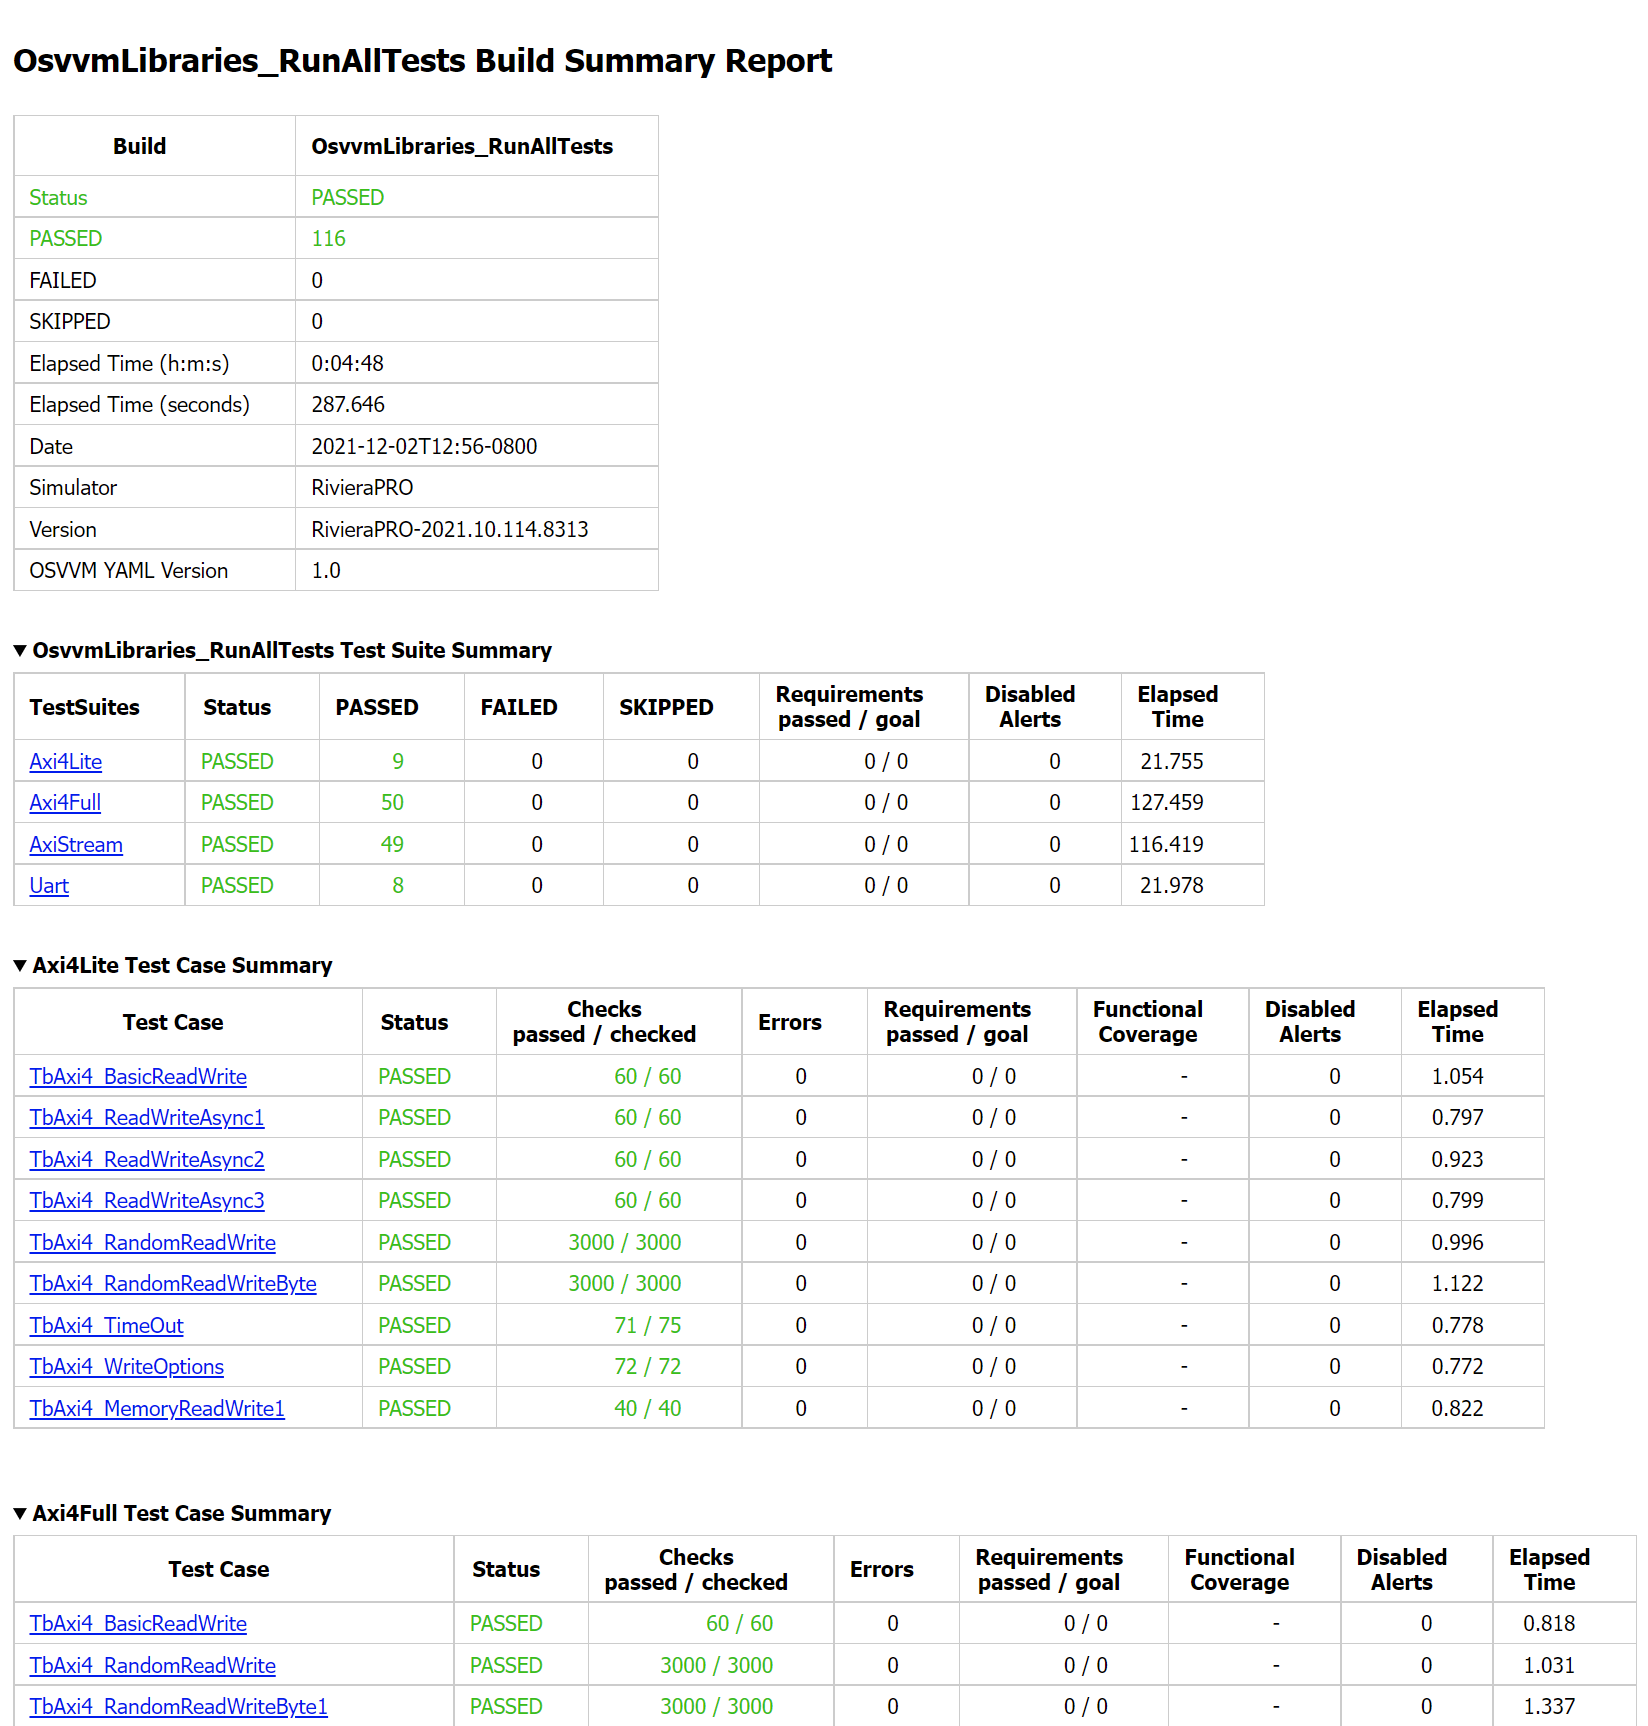 OsvvmLibraries_RunAllTests Build Summary Report
Build OsvvmLibraries_RunAllTests
Status PASSED
PASSED 116
FAILED 0
SKIPPED 0
Elapsed Time (h:m:s) 0:04:48
Elapsed Time (seconds) 287.646
Date 2021-12-02T12:56-0800
Simulator RivieraPRO
Version RivieraPRO-2021.10.114.8313
OSVVM YAML Version 1.0
▼ OsvvmLibraries_RunAllTests Test Suite Summary
TestSuites Status PASSED FAILED SKIPPED Requirements passed / goal Disabled Alerts Elapsed Time
Axi4Lite PASSED 9 0 0 0 / 0 0 21.755
Axi4Full PASSED 50 0 0 0 / 0 0 127.459
AxiStream PASSED 49 0 0 0 / 0 0 116.419
Uart PASSED 8 0 0 0 / 0 0 21.978
▼ Axi4Lite Test Case Summary
Test Case Status Checks passed / checked Errors Requirements passed / goal Functional Coverage Disabled Alerts Elapsed Time
TbAxi4_BasicReadWrite PASSED 60 / 60 0 0 / 0 - 0 1.054
TbAxi4_ReadWriteAsync1 PASSED 60 / 60 0 0 / 0 - 0 0.797
TbAxi4_ReadWriteAsync2 PASSED 60 / 60 0 0 / 0 - 0 0.923
TbAxi4_ReadWriteAsync3 PASSED 60 / 60 0 0 / 0 - 0 0.799
TbAxi4_RandomReadWrite PASSED 3000 / 3000 0 0 / 0 - 0 0.996
TbAxi4_RandomReadWriteByte PASSED 3000 / 3000 0 0 / 0 - 0 1.122
TbAxi4_TimeOut PASSED 71 / 75 0 0 / 0 - 0 0.778
TbAxi4_WriteOptions PASSED 72 / 72 0 0 / 0 - 0 0.772
TbAxi4_MemoryReadWrite1 PASSED 40 / 40 0 0 / 0 - 0 0.822
▼ Axi4Full Test Case Summary
Test Case Status Checks passed / checked Errors Requirements passed / goal Functional Coverage Disabled Alerts Elapsed Time
TbAxi4_BasicReadWrite PASSED 60 / 60 0 0 / 0 - 0 0.818
TbAxi4_RandomReadWrite PASSED 3000 / 3000 0 0 / 0 - 0 1.031
TbAxi4_RandomReadWriteByte1 PASSED 3000 / 3000 0 0 / 0 - 0 1.337